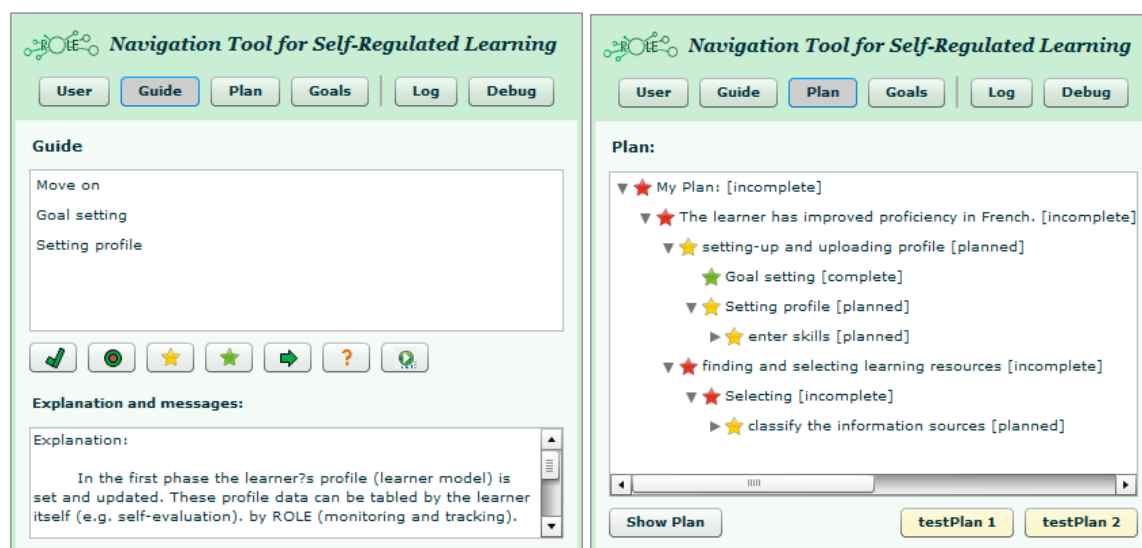 ROLE Navigation Tool for Self-Regulated Learning
User Guide Plan Goals Log Debug
Guide
Move on
Goal setting
Setting profile
?
Explanation and messages:
Explanation:
In the first phase the learner?s profile (learner model) is
set and updated. These profile data can be tabled by the learner
itself (e.g. self-evaluation). by ROLE (monitoring and tracking).
ROLE Navigation Tool for Self-Regulated Learning
User Guide Plan Goals Log Debug
Plan:
My Plan: [incomplete]
The learner has improved proficiency in French. [incomplete]
setting-up and uploading profile [planned]
Goal setting [complete]
Setting profile [planned]
enter skills [planned]
finding and selecting learning resources [incomplete]
Selecting [incomplete]
classify the information sources [planned]
Show Plan testPlan 1 testPlan 2